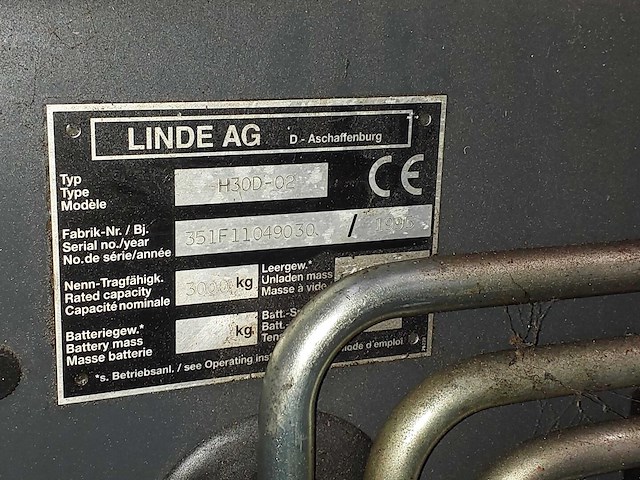 LINDE AG D - Aschaffenburg
Typ
Type H30D-02 CE
Modèle
Fabrik-Nr. / Bj.
Serial no./year 351F11049030 /
No. de série/année
Nenn-Tragfähigk. Leergew.*
Rated capacity 3000 kg Unladen mass
Capacité nominale Masse à vide
Batteriegew.*
Battery mass kg
Masse batterie
*s. Betriebsanl. / see Operating d'emploi